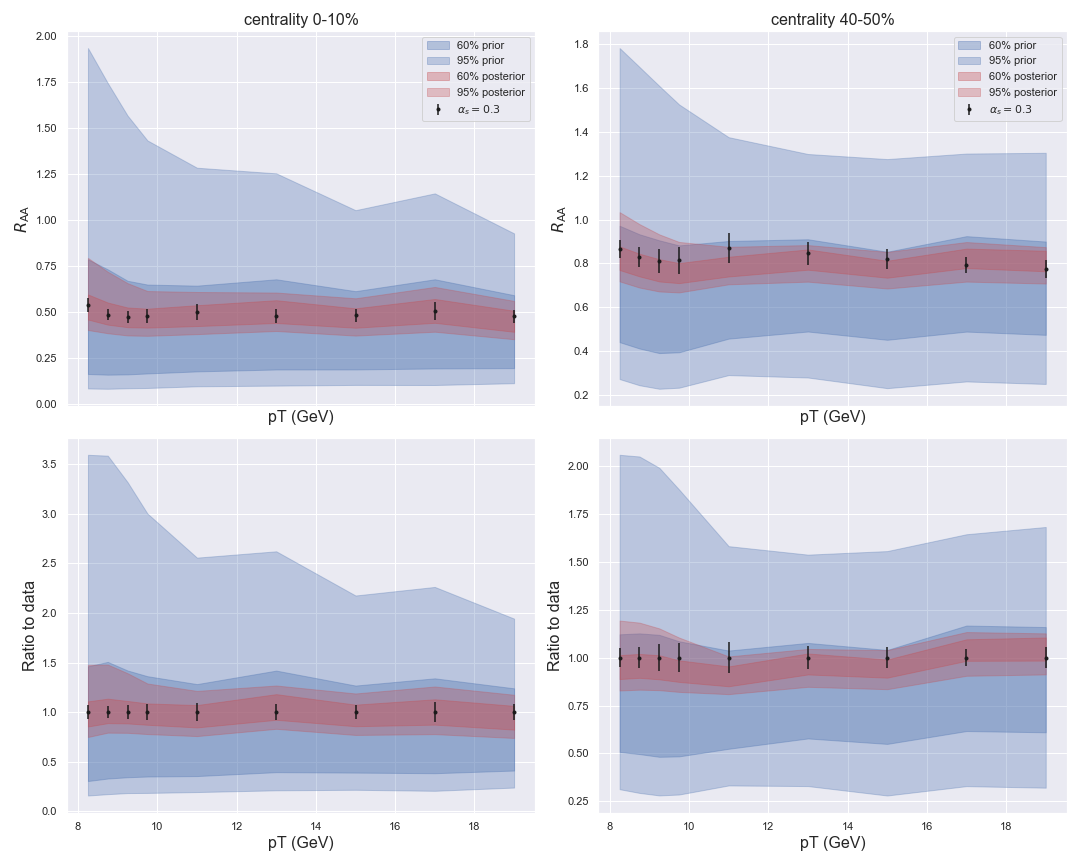 centrality 0-10%
2.00
1.75
1.50
1.25
1.00
0.75
0.50
0.25
0.00
R_AA
60% prior
95% prior
60% posterior
95% posterior
α_s = 0.3
pT (GeV)
centrality 40-50%
1.8
1.6
1.4
1.2
1.0
0.8
0.6
0.4
0.2
R_AA
60% prior
95% prior
60% posterior
95% posterior
α_s = 0.3
pT (GeV)
3.5
3.0
2.5
2.0
1.5
1.0
0.5
0.0
Ratio to data
8 10 12 14 16 18
pT (GeV)
2.00
1.75
1.50
1.25
1.00
0.75
0.50
0.25
Ratio to data
8 10 12 14 16 18
pT (GeV)